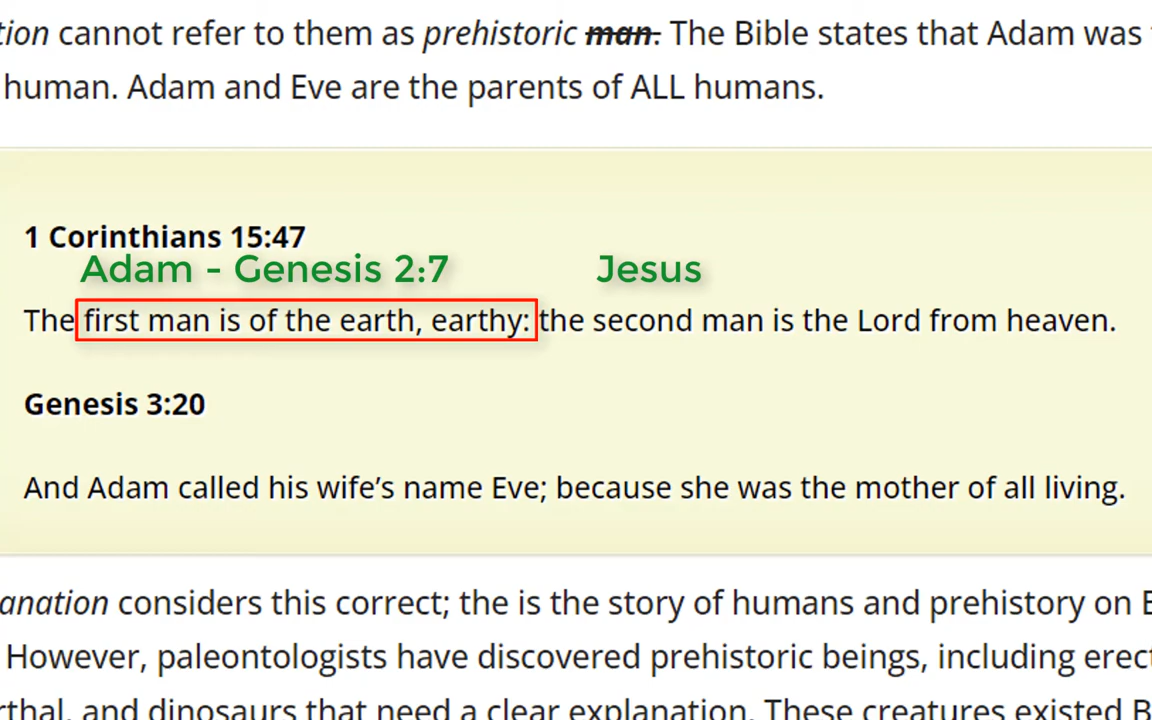 cannot refer to them as prehistoric man. The Bible states that Adam was
human. Adam and Eve are the parents of ALL humans.
1 Corinthians 15:47
Adam - Genesis 2:7 Jesus
The first man is of the earth, earthy: the second man is the Lord from heaven.
Genesis 3:20
And Adam called his wife’s name Eve; because she was the mother of all living.
considers this correct; the is the story of humans and prehistory on
However, paleontologists have discovered prehistoric beings, including
and dinosaurs that need a clear explanation. These creatures existed